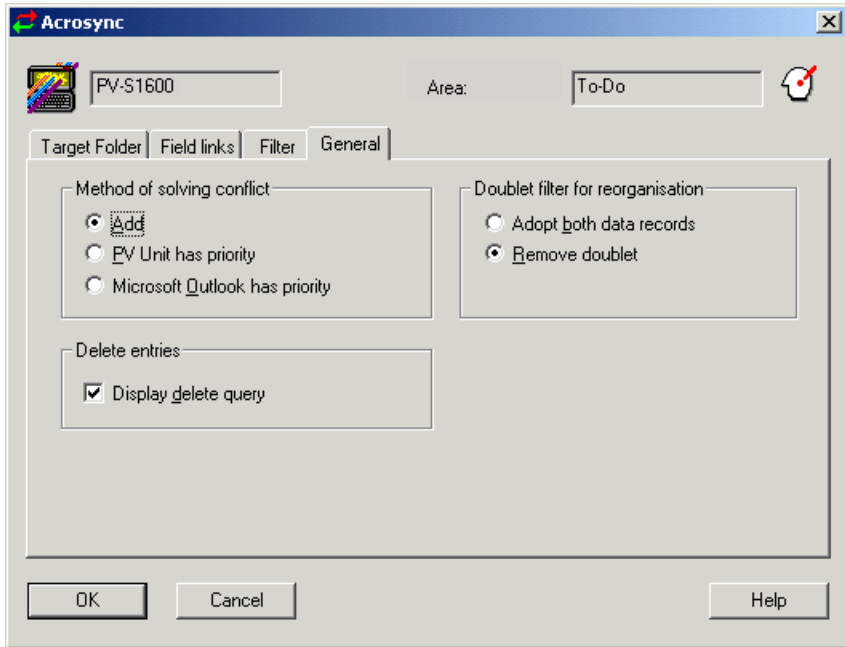 Acrosync
PV-S1600 Area: To-Do
Target Folder Field links Filter General
Method of solving conflict
Add
PV Unit has priority
Microsoft Outlook has priority
Doublet filter for reorganisation
Adopt both data records
Remove doublet
Delete entries
Display delete query
OK Cancel Help